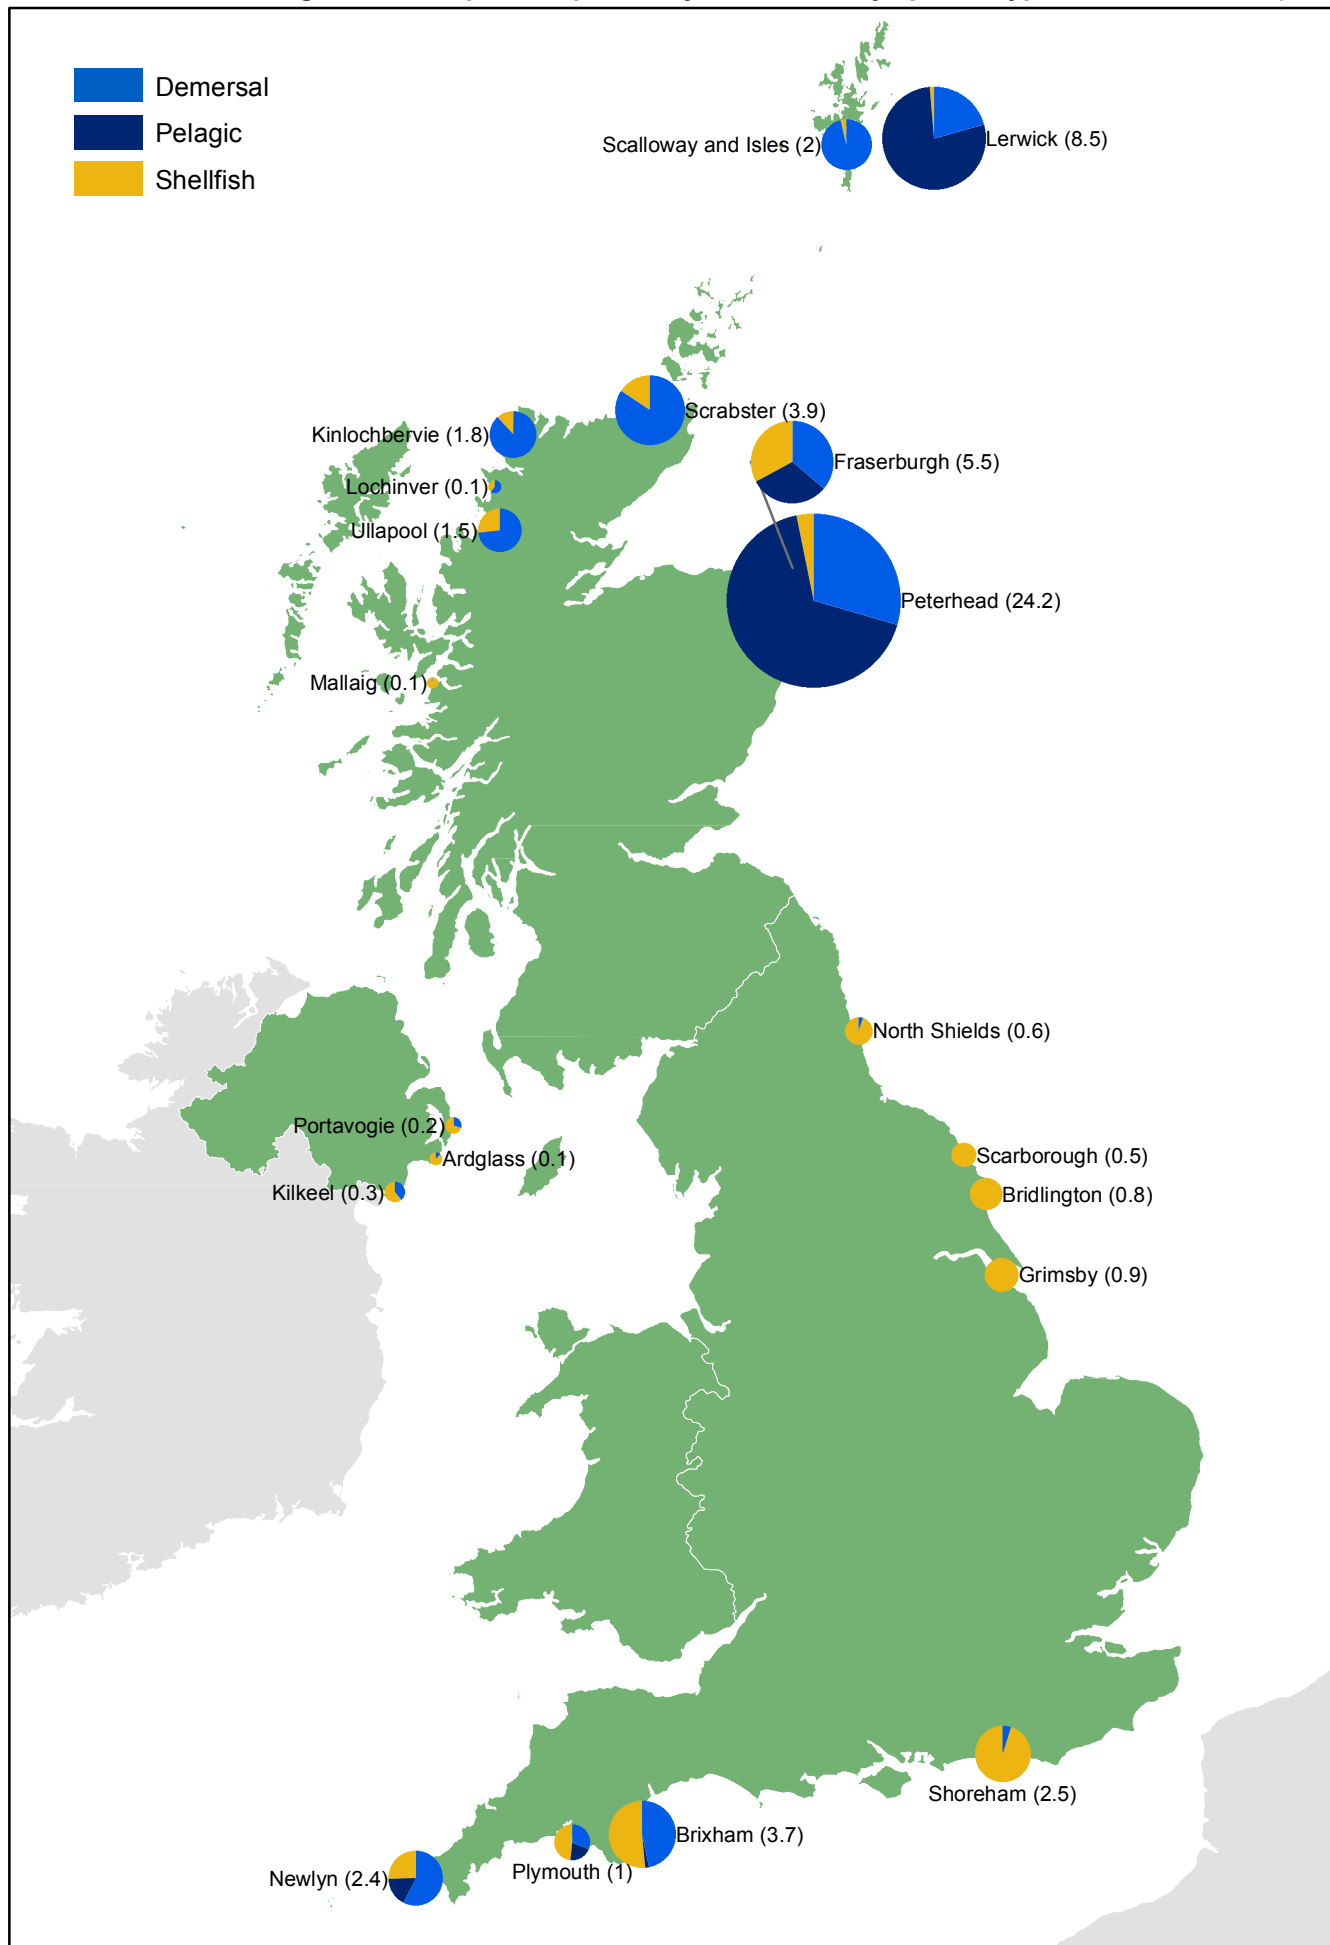 Demersal
Pelagic
Shellfish
Scalloway and Isles (2)
Lerwick (8.5)
Scrabster (3.9)
Kinlochbervie (1.8)
Fraserburgh (5.5)
Lochinver (0.1)
Ullapool (1.5)
Peterhead (24.2)
Mallaig (0.1)
North Shields (0.6)
Portavogie (0.2)
Ardglass (0.1)
Scarborough (0.5)
Kilkeel (0.3)
Bridlington (0.8)
Grimsby (0.9)
Shoreham (2.5)
Brixham (3.7)
Plymouth (1)
Newlyn (2.4)